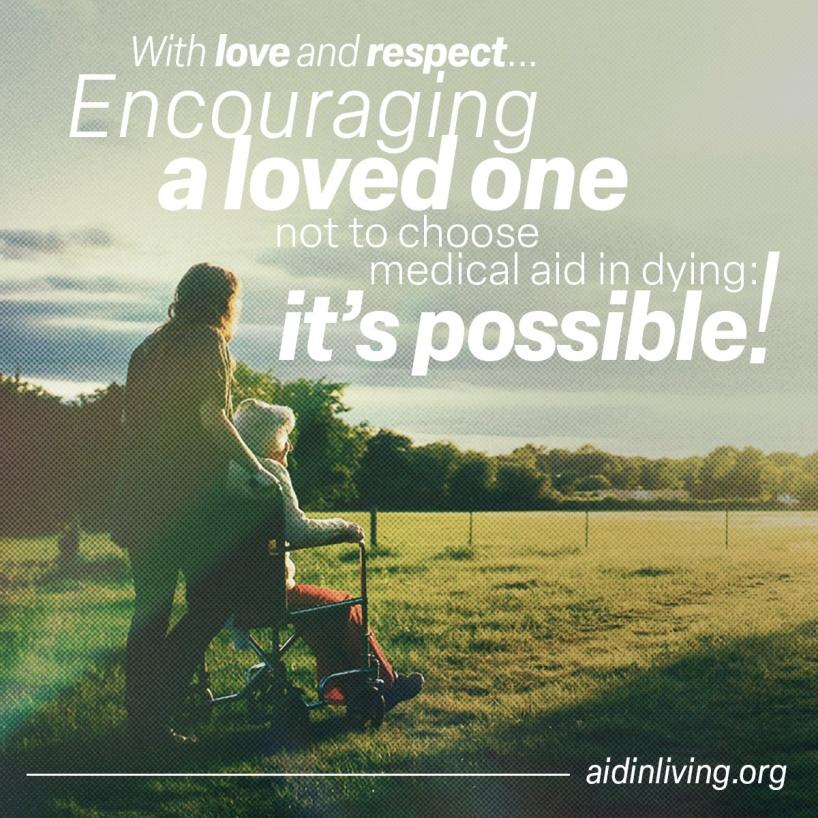 With love and respect...
Encouraging
a loved one
not to choose
medical aid in dying:
it's possible!
aidinliving.org